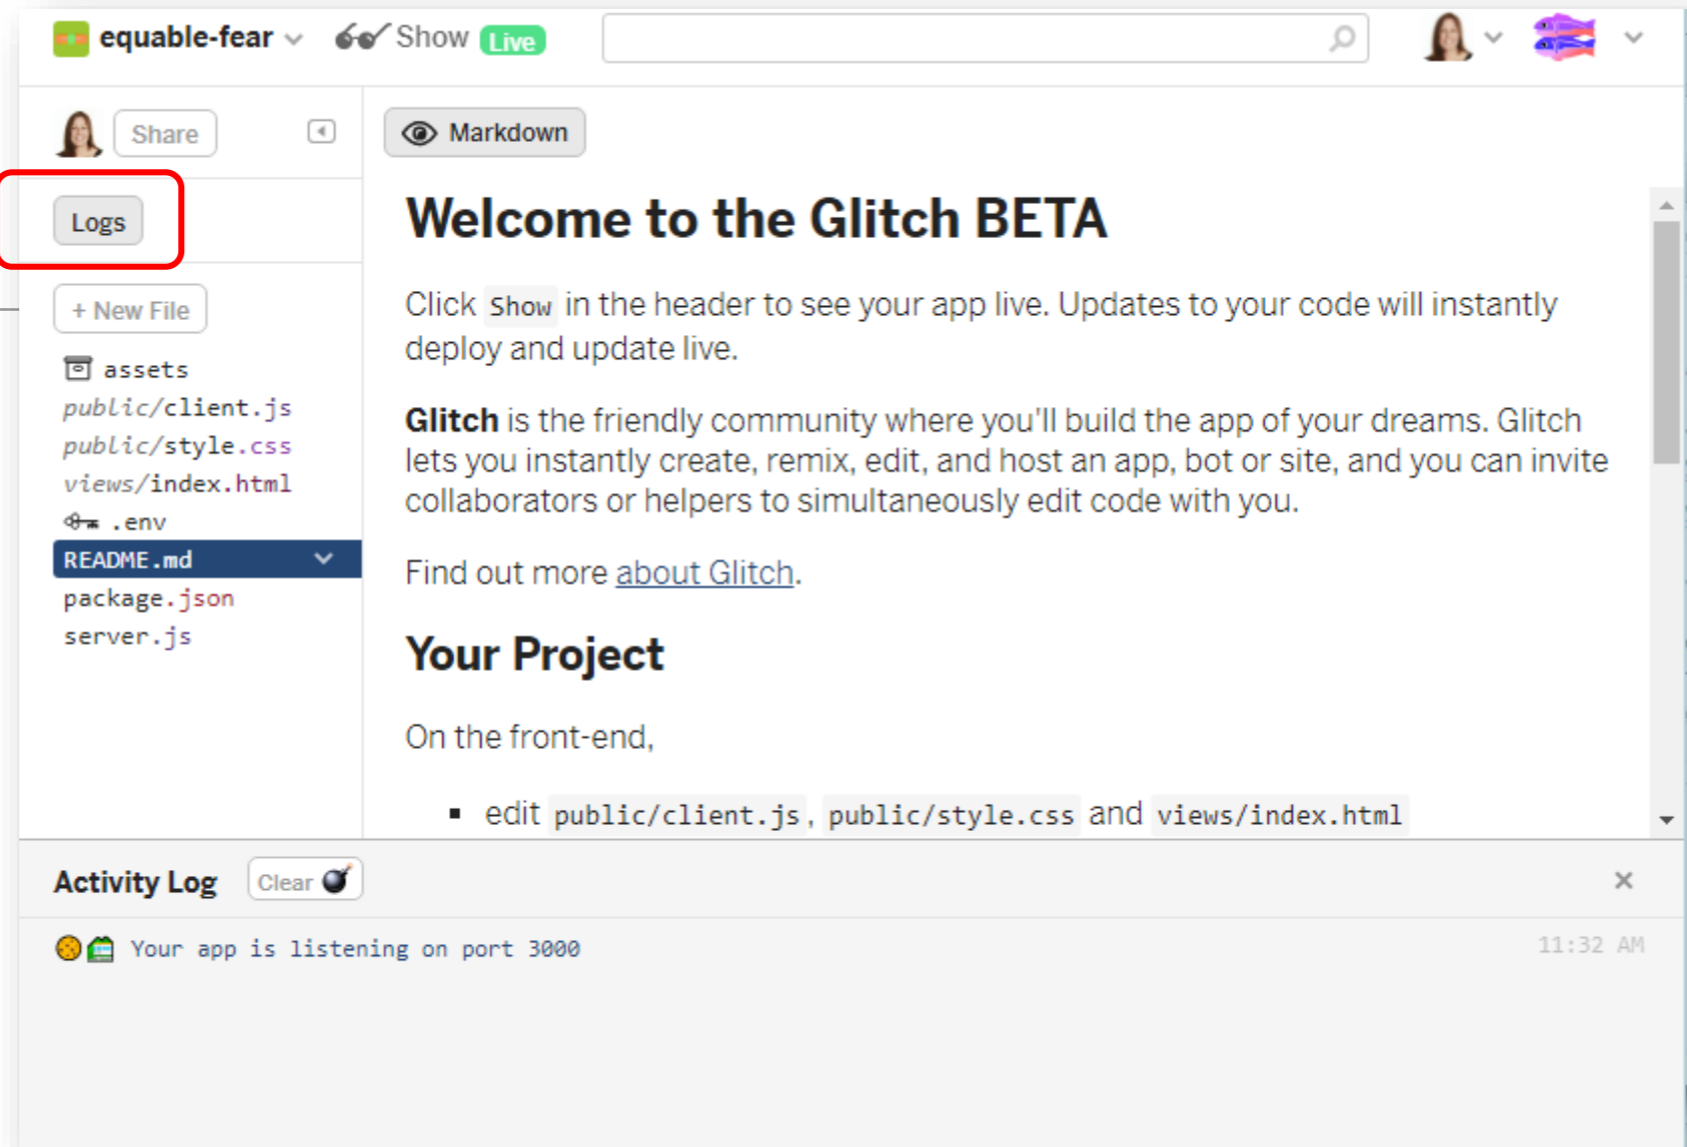 equable-fear Show Live
Share
Markdown
Logs
Welcome to the Glitch BETA
Click Show in the header to see your app live. Updates to your code will instantly
deploy and update live.
+ New File
assets
public/client.js
public/style.css
views/index.html
.env
README.md
package.json
server.js
Glitch is the friendly community where you'll build the app of your dreams. Glitch
lets you instantly create, remix, edit, and host an app, bot or site, and you can invite
collaborators or helpers to simultaneously edit code with you.
Find out more about Glitch.
Your Project
On the front-end,
▪ edit public/client.js, public/style.css and views/index.html
Activity Log Clear
Your app is listening on port 3000 11:32 AM